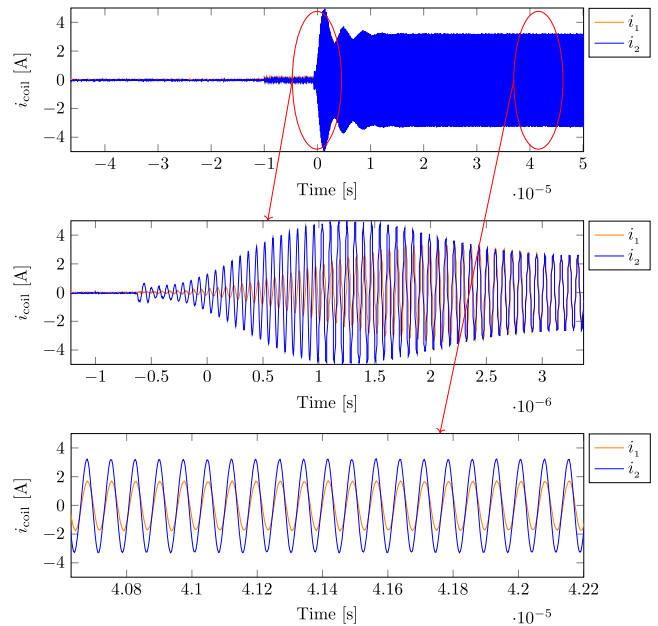 4
2
0
−2
−4
i_coil [A]
−4 −3 −2 −1 0 1 2 3 4 5
Time [s]
·10^−5
i_1
i_2
4
2
0
−2
−4
i_coil [A]
−1 −0.5 0 0.5 1 1.5 2 2.5 3
Time [s]
·10^−6
i_1
i_2
4
2
0
−2
−4
i_coil [A]
4.08 4.1 4.12 4.14 4.16 4.18 4.2 4.22
Time [s]
·10^−5
i_1
i_2